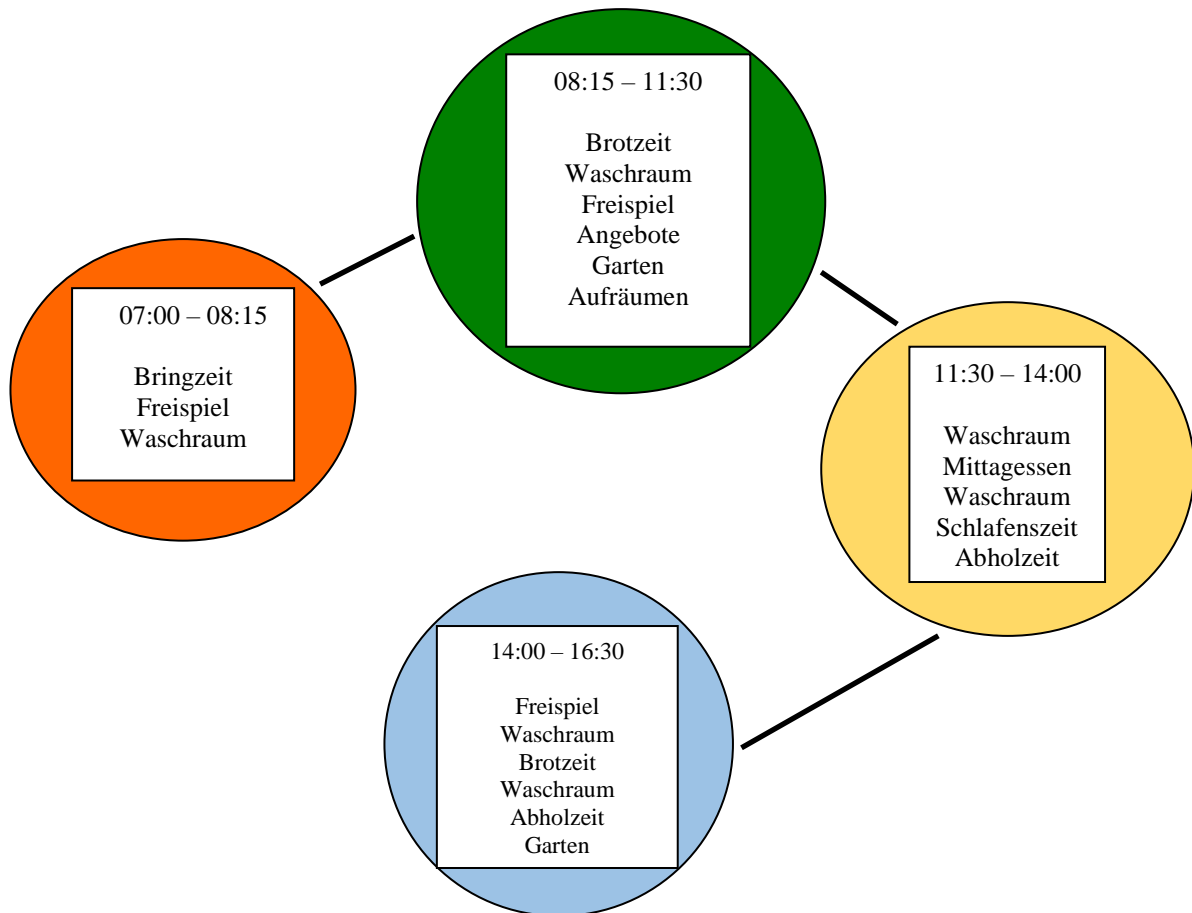 07:00 – 08:15
Bringzeit
Freispiel
Waschraum
08:15 – 11:30
Brotzeit
Waschraum
Freispiel
Angebote
Garten
Aufräumen
11:30 – 14:00
Waschraum
Mittagessen
Waschraum
Schlafenszeit
Abholzeit
14:00 – 16:30
Freispiel
Waschraum
Brotzeit
Waschraum
Abholzeit
Garten